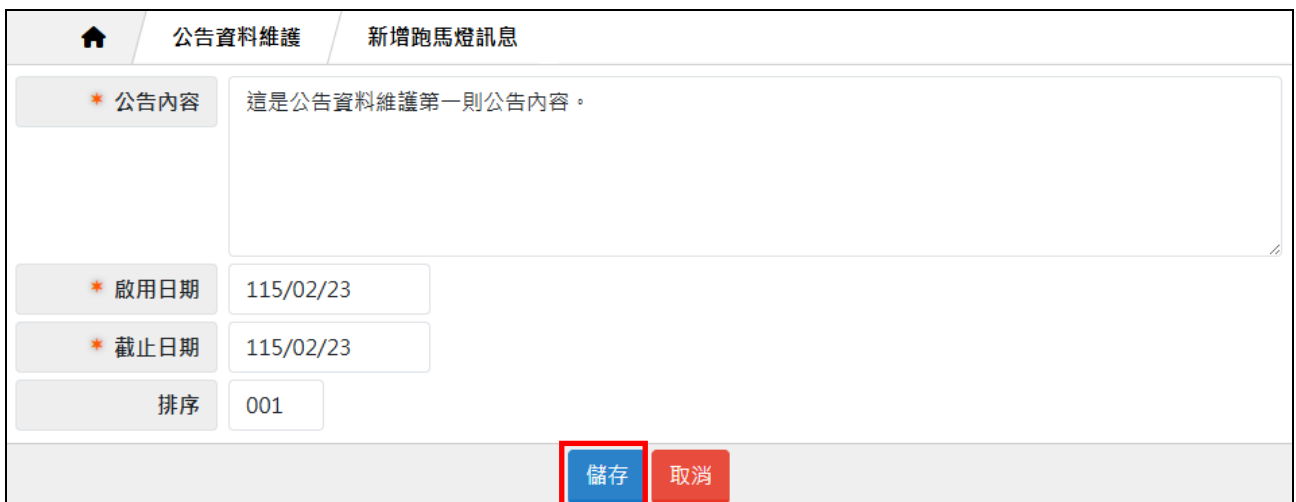 公告資料維護 新增跑馬燈訊息
* 公告內容 這是公告資料維護第一則公告內容。
* 啟用日期 115/02/23
* 截止日期 115/02/23
排序 001
儲存 取消